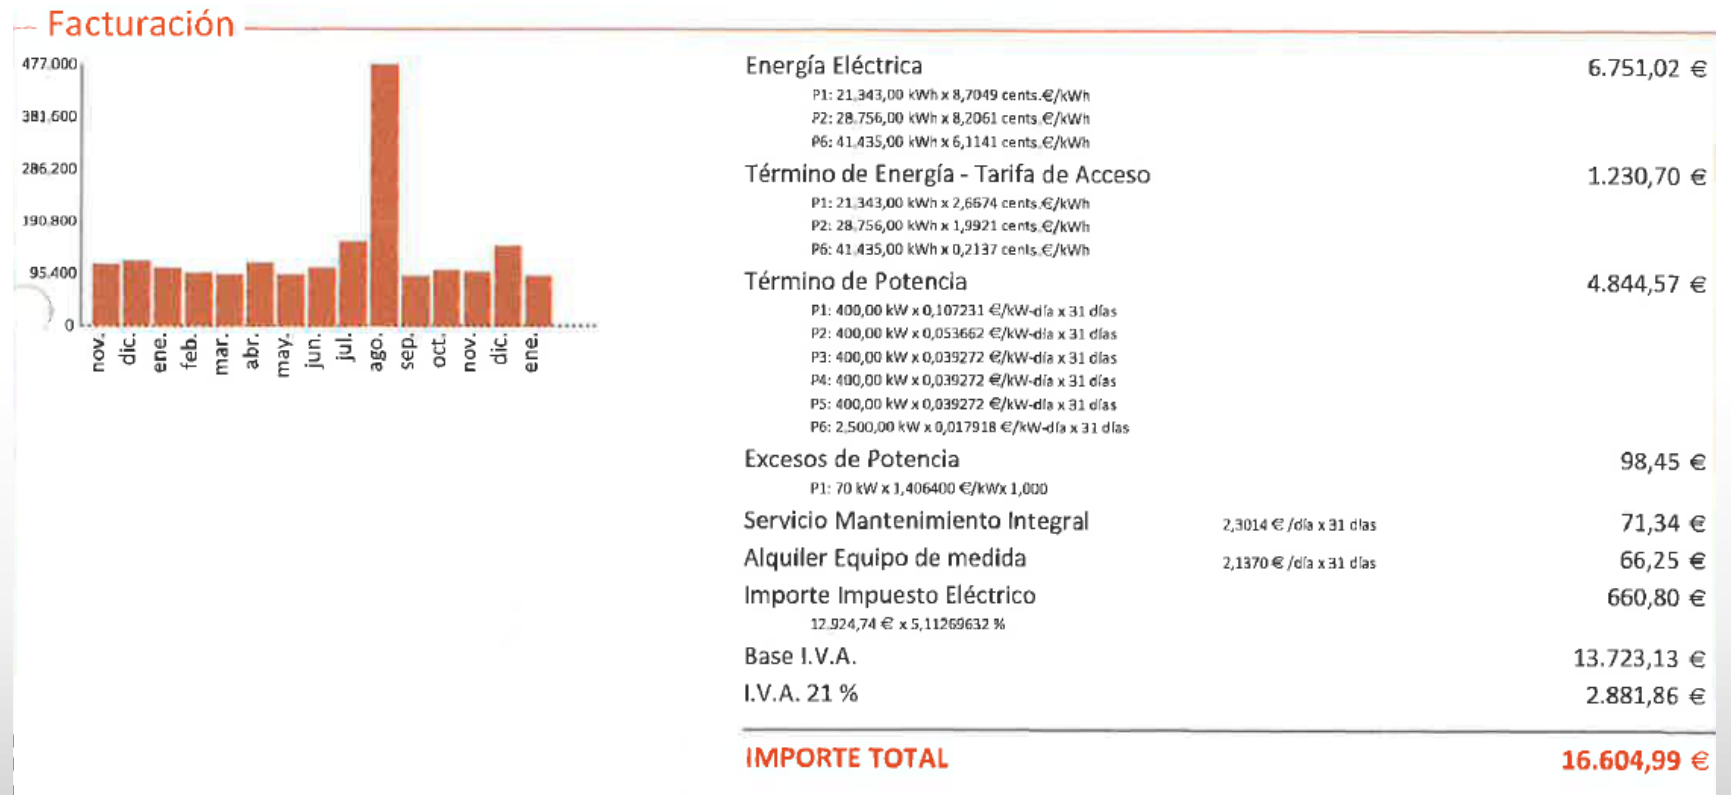 Facturación
477.000
381.600
286.200
190.800
95.400
0
nov.
dic.
ene.
feb.
mar.
abr.
may.
jun.
jul.
ago.
sep.
oct.
nov.
dic.
ene.
Energía Eléctrica 6.751,02 €
P1: 21.343,00 kWh x 8,7049 cents.€/kWh
P2: 28.756,00 kWh x 8,2061 cents.€/kWh
P6: 41.435,00 kWh x 6,1141 cents.€/kWh
Término de Energía - Tarifa de Acceso 1.230,70 €
P1: 21.343,00 kWh x 2,6674 cents.€/kWh
P2: 28.756,00 kWh x 1,9921 cents.€/kWh
P6: 41.435,00 kWh x 0,2137 cents.€/kWh
Término de Potencia 4.844,57 €
P1: 400,00 kW x 0,107231 €/kW-día x 31 días
P2: 400,00 kW x 0,053662 €/kW-día x 31 días
P3: 400,00 kW x 0,039272 €/kW-día x 31 días
P4: 400,00 kW x 0,039272 €/kW-día x 31 días
P5: 400,00 kW x 0,039272 €/kW-día x 31 días
P6: 2.500,00 kW x 0,017918 €/kW-día x 31 días
Excesos de Potencia 98,45 €
P1: 70 kW x 1,406400 €/kWx 1,000
Servicio Mantenimiento Integral 2,3014 € /día x 31 días 71,34 €
Alquiler Equipo de medida 2,1370 € /día x 31 días 66,25 €
Importe Impuesto Eléctrico 660,80 €
12.924,74 € x 5,11269632 %
Base I.V.A. 13.723,13 €
I.V.A. 21 % 2.881,86 €
IMPORTE TOTAL 16.604,99 €